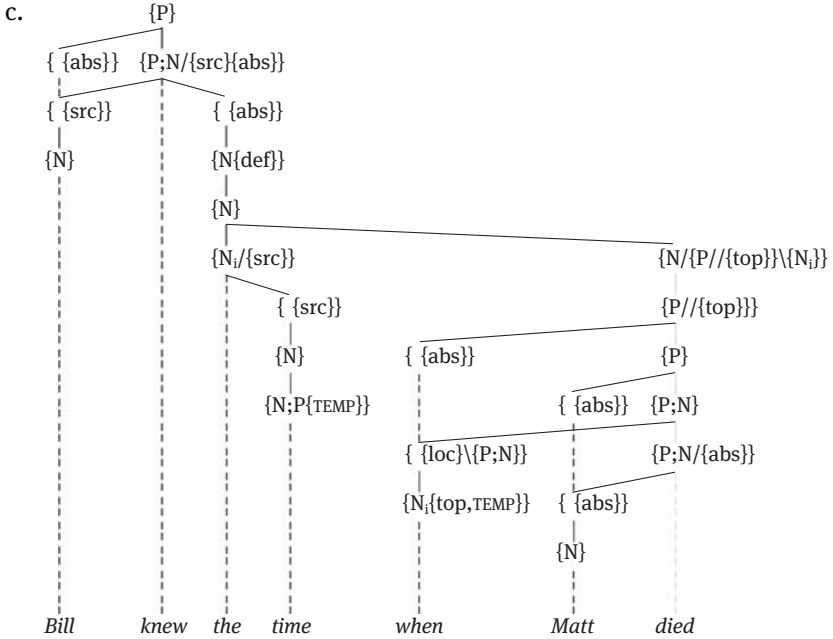 c.
{P}
{ {abs}} {P;N/{src}{abs}}
{ {src}} { {abs}}
{N} {N{def}}
{N}
{Nᵢ/{src}} {N/{P//{top}}\{Nᵢ}}
{ {src}} {P//{top}}}
{N} { {abs}} {P}
{N;P{TEMP}} { {abs}} {P;N}
{ {loc}\{P;N}} {P;N/{abs}}
{Nᵢ{top,TEMP}} { {abs}}
{N}
Bill knew the time when Matt died